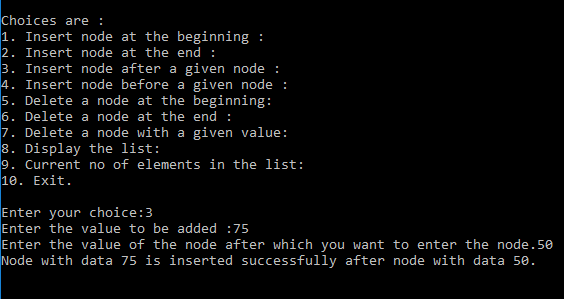 Choices are :
1. Insert node at the beginning :
2. Insert node at the end :
3. Insert node after a given node :
4. Insert node before a given node :
5. Delete a node at the beginning:
6. Delete a node at the end :
7. Delete a node with a given value:
8. Display the list:
9. Current no of elements in the list:
10. Exit.
Enter your choice:3
Enter the value to be added :75
Enter the value of the node after which you want to enter the node.50
Node with data 75 is inserted successfully after node with data 50.